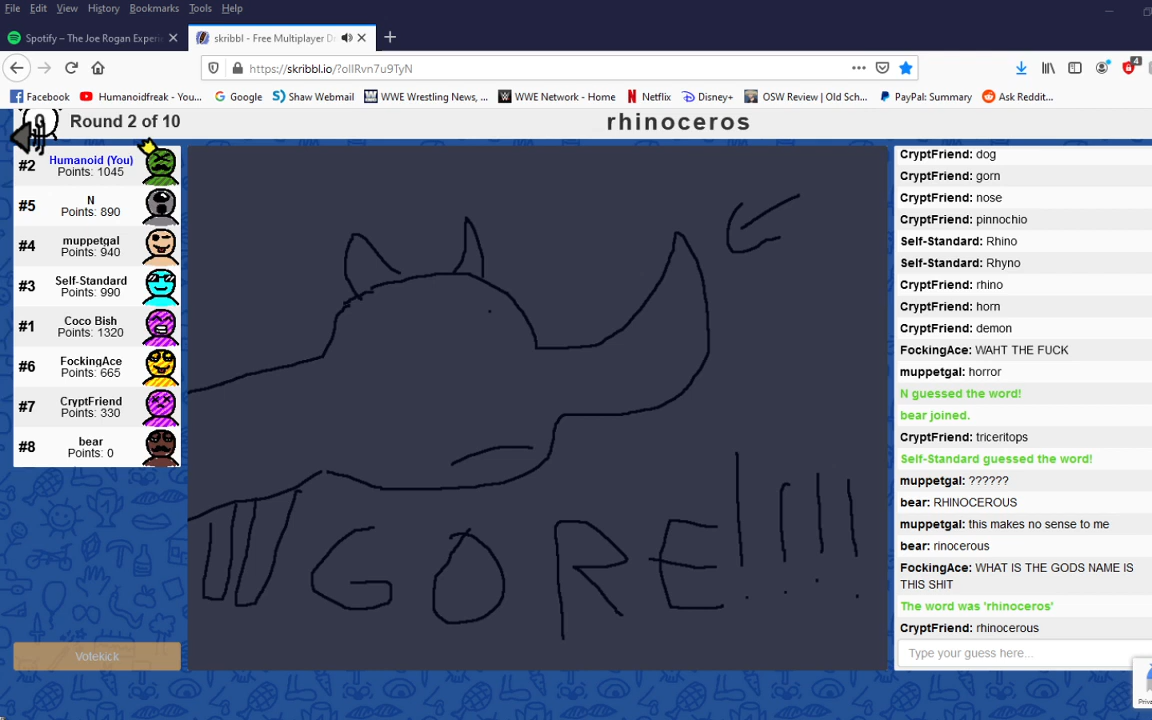 File Edit View History Bookmarks Tools Help
Spotify – The Joe Rogan Experi
skribbl - Free Multiplayer D
https://skribbl.io/?olIRvn7u9TyN
4
Facebook Humanoidfreak - You... Google Shaw Webmail WWE Wrestling News, ... WWE Network - Home Netflix Disney+ OSW Review | Old Sch... PayPal: Summary Ask Reddit...
0 Round 2 of 10
rhinoceros
#2 Humanoid (You)
Points: 1045
#5 N
Points: 890
#4 muppetgal
Points: 940
#3 Self-Standard
Points: 990
#1 Coco Bish
Points: 1320
#6 FockingAce
Points: 665
#7 CryptFriend
Points: 330
#8 bear
Points: 0
Votekick
GORE!!!!
CryptFriend: dog
CryptFriend: gorn
CryptFriend: nose
CryptFriend: pinnochio
Self-Standard: Rhino
Self-Standard: Rhyno
CryptFriend: rhino
CryptFriend: horn
CryptFriend: demon
FockingAce: WAHT THE FUCK
muppetgal: horror
N guessed the word!
bear joined.
CryptFriend: triceritops
Self-Standard guessed the word!
muppetgal: ??????
bear: RHINOCEROUS
muppetgal: this makes no sense to me
bear: rinocerous
FockingAce: WHAT IS THE GODS NAME IS
THIS SHIT
The word was 'rhinoceros'
CryptFriend: rhinocerous
Type your guess here...
Priva